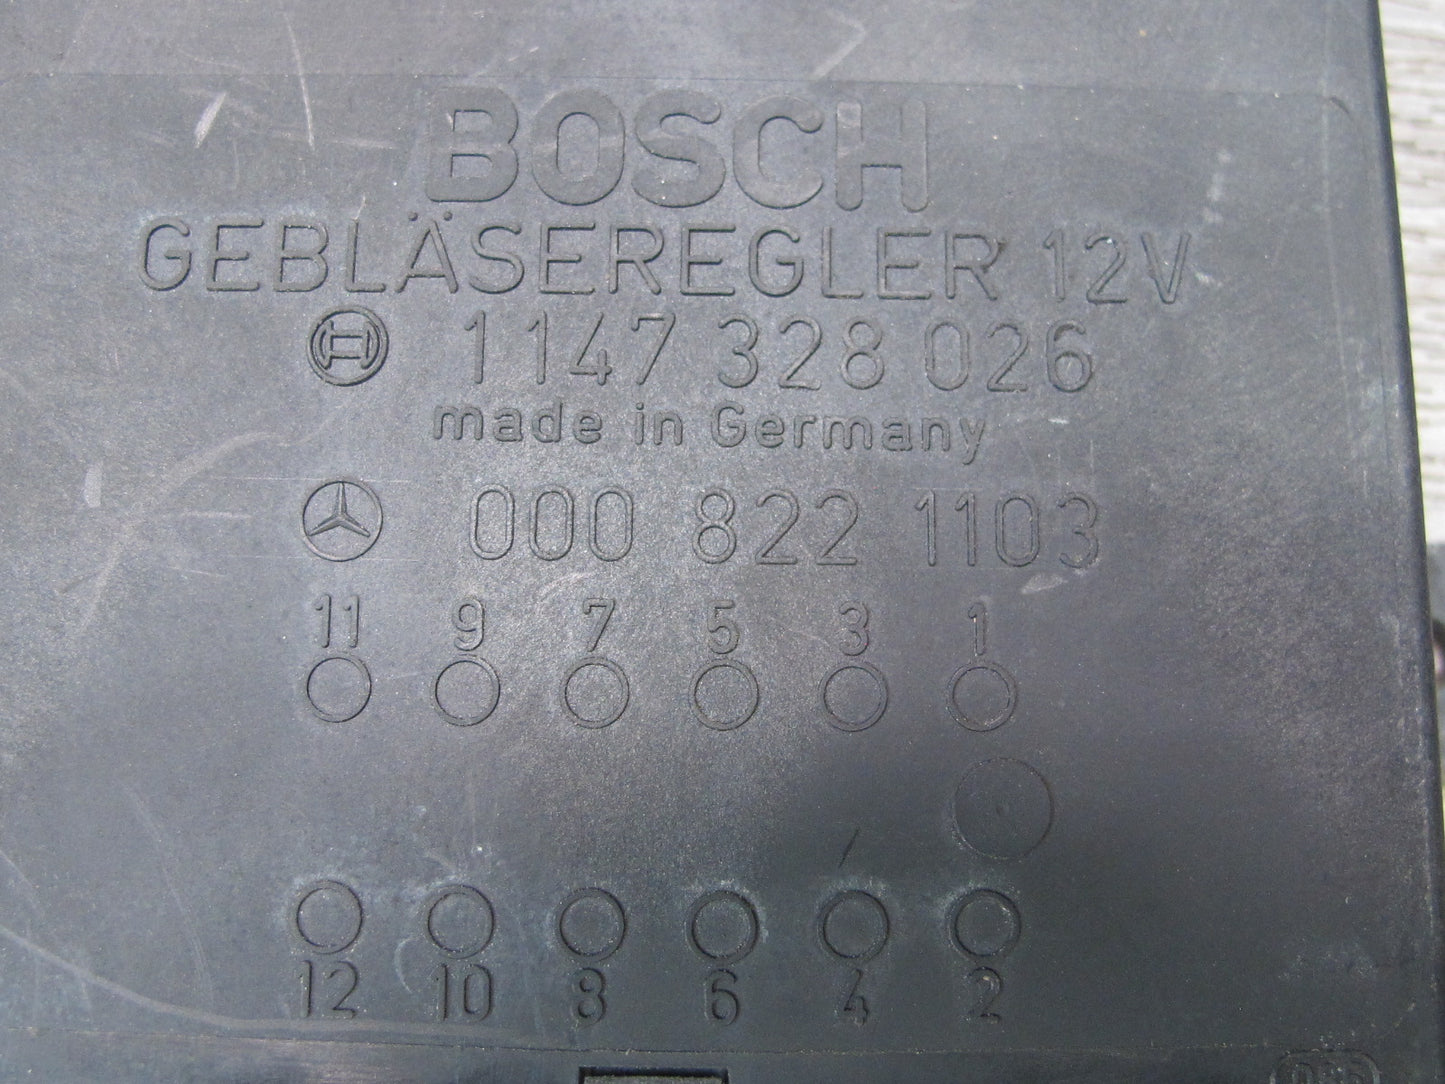 BOSCH
GEBLÄSEREGLER 12V
1 147 328 026
made in Germany
000 822 1103
11 9 7 5 3 1
12 10 8 6 4 2